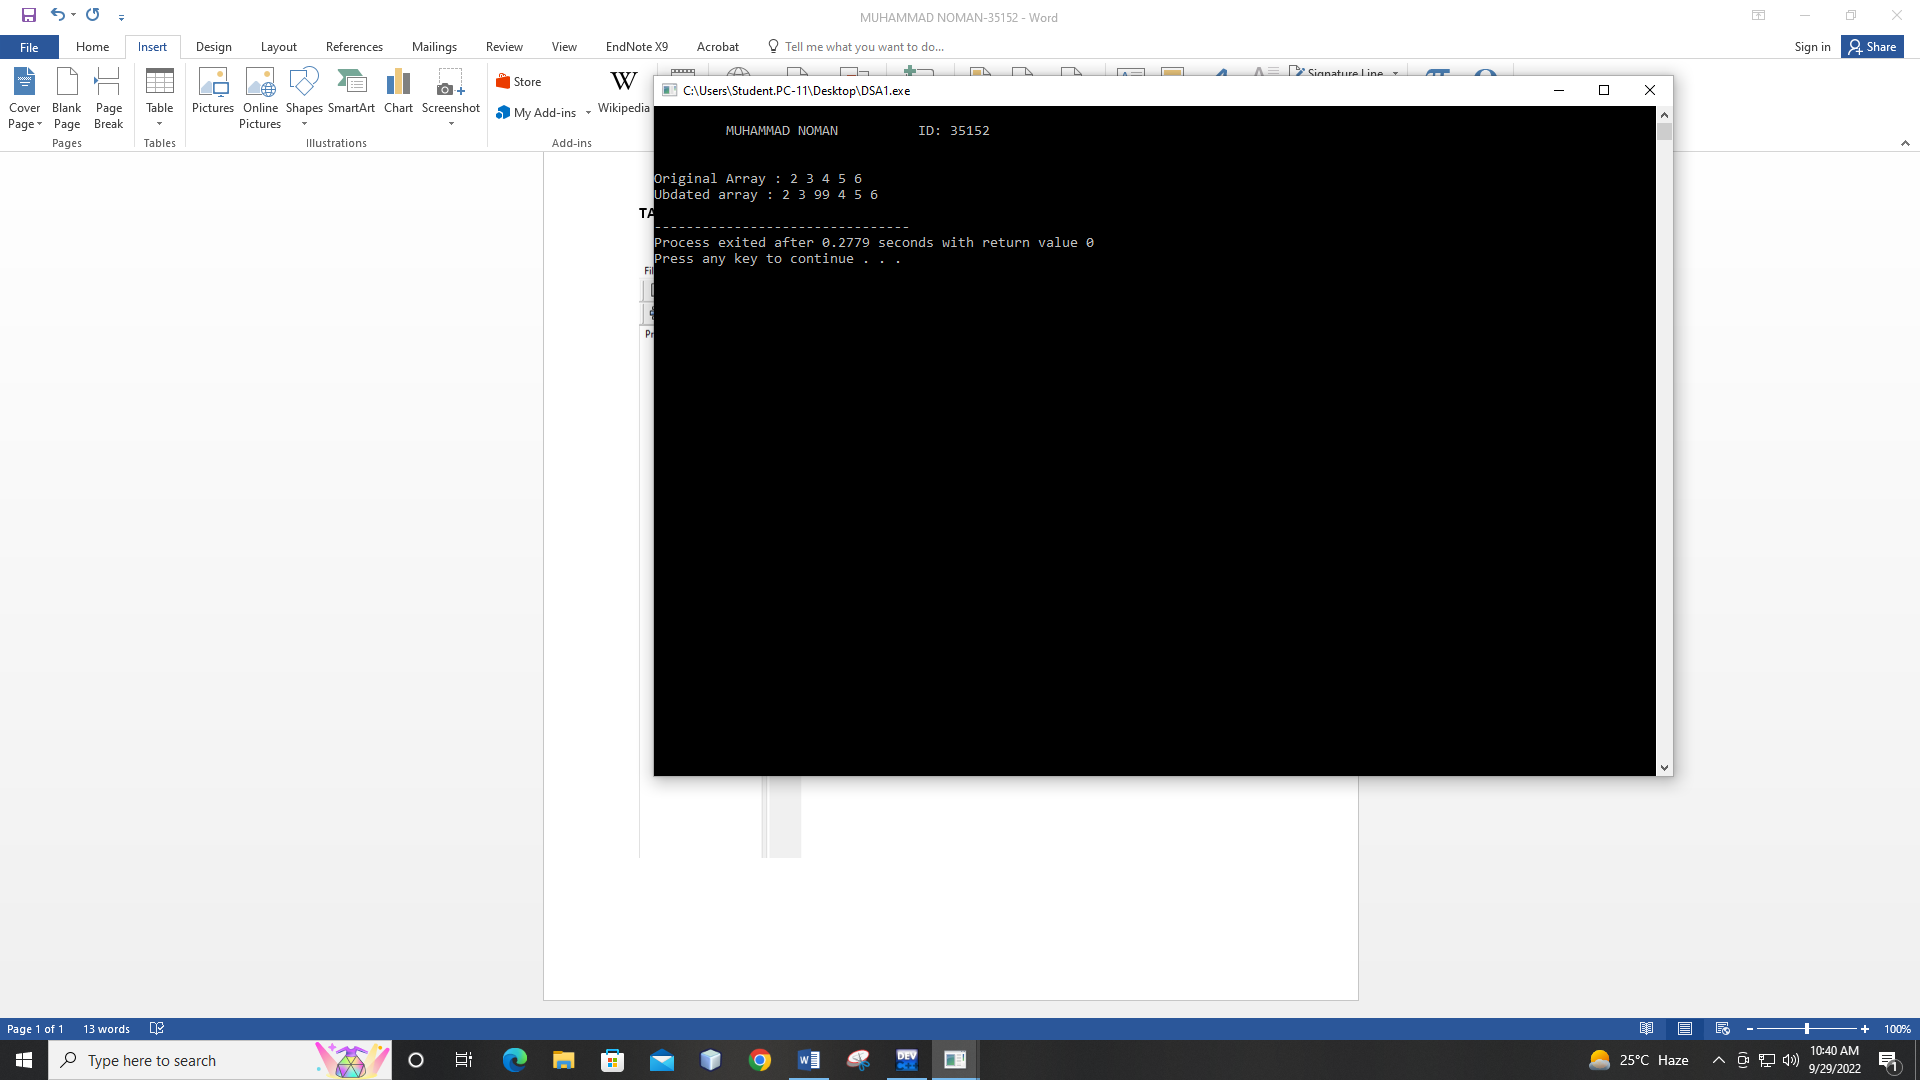 MUHAMMAD NOMAN-35152 - Word
File Home Insert Design Layout References Mailings Review View EndNote X9 Acrobat Tell me what you want to do... Sign in Share
Cover Page
Blank Page
Page Break
Pages
Table
Tables
Pictures
Online Pictures
Shapes
SmartArt
Chart
Screenshot
Illustrations
Store
My Add-ins
W
Wikipedia
Add-ins
Signature Line
C:\Users\Student.PC-11\Desktop\DSA1.exe
MUHAMMAD NOMAN ID: 35152
Original Array : 2 3 4 5 6
Ubdated array : 2 3 99 4 5 6
--------------------------------
Process exited after 0.2779 seconds with return value 0
Press any key to continue . . .
Page 1 of 1 13 words 100%
Type here to search
DEV
25°C Haze
10:40 AM
9/29/2022
1